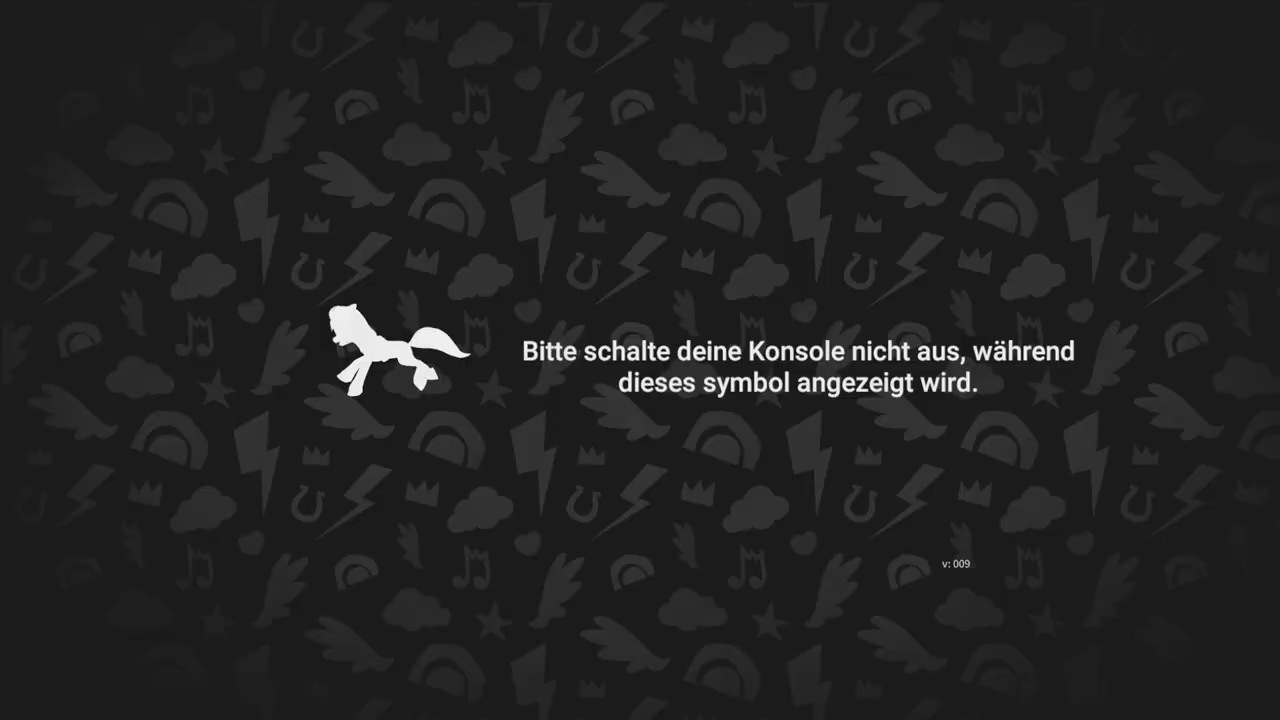 Bitte schalte deine Konsole nicht aus, während
dieses symbol angezeigt wird.
v: 009